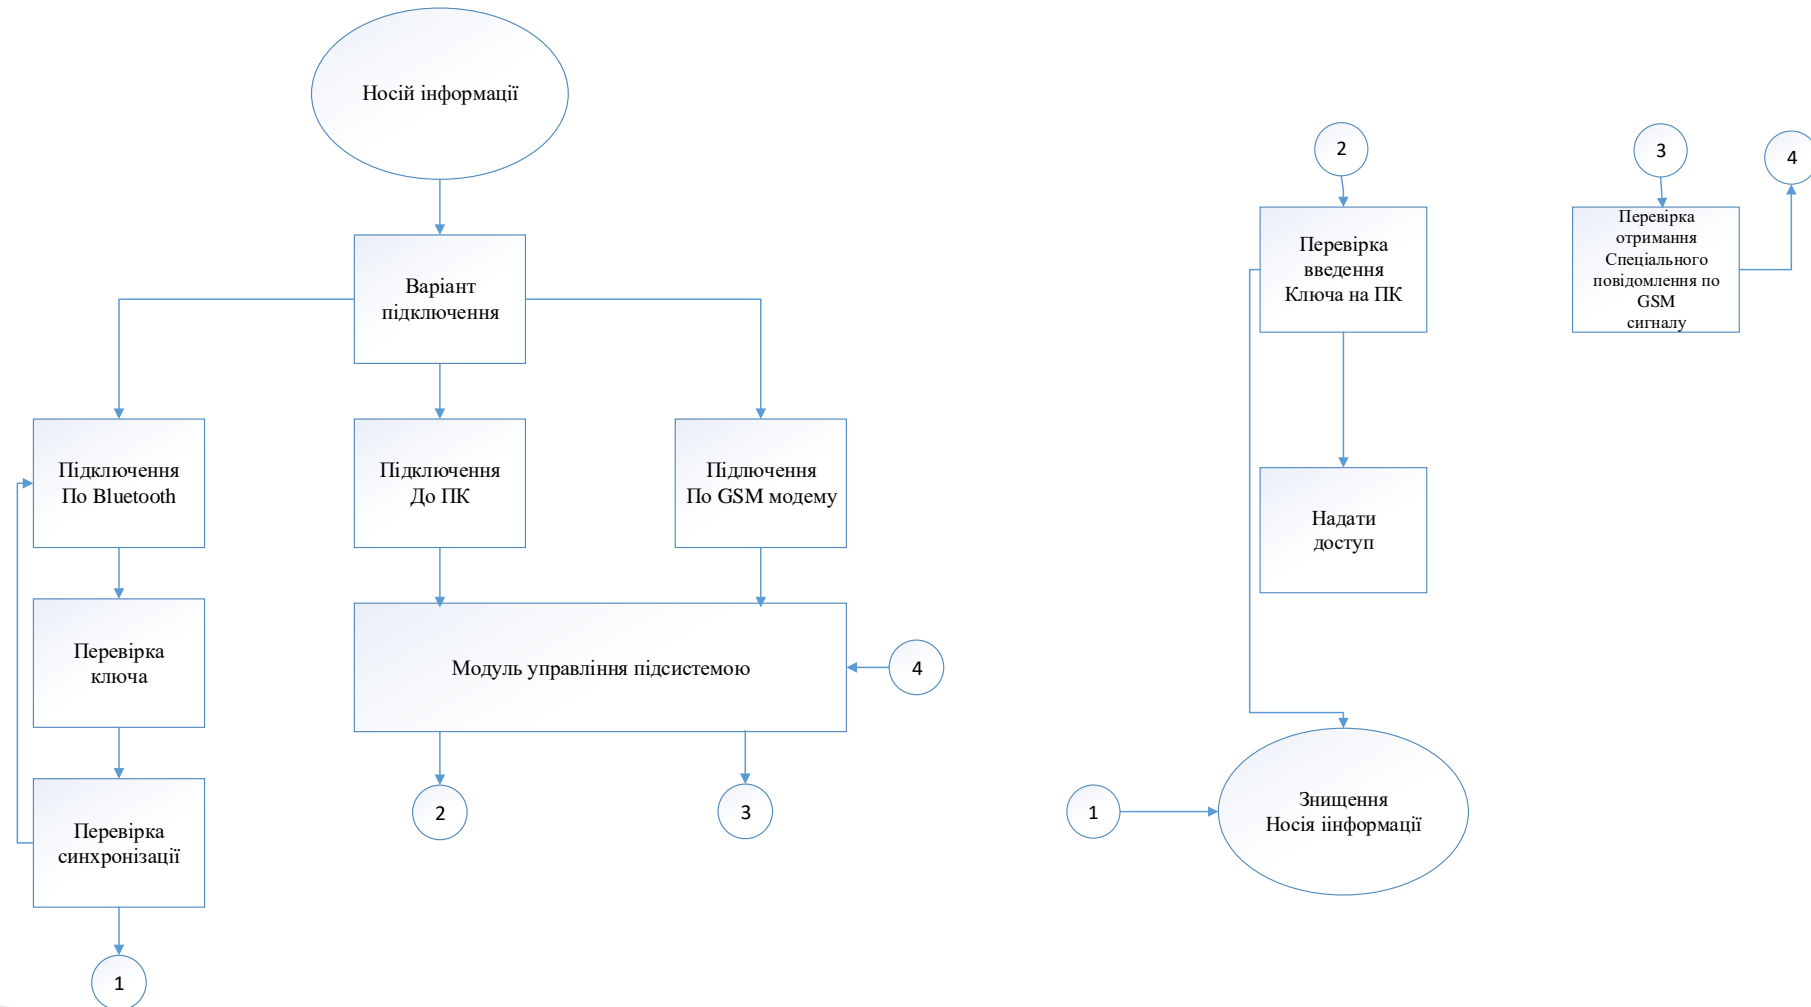 Носій інформації
Варіант
підключення
Підключення
По Bluetooth
Підключення
До ПК
Підлючення
По GSM модему
Перевірка
ключа
Модуль управління підсистемою
4
Перевірка
синхронізації
2
3
1
2
3
4
Перевірка
введення
Ключа на ПК
Перевірка
отримання
Спеціального
повідомлення по
GSM
сигналу
Надати
доступ
1
Знищення
Носія іінформації